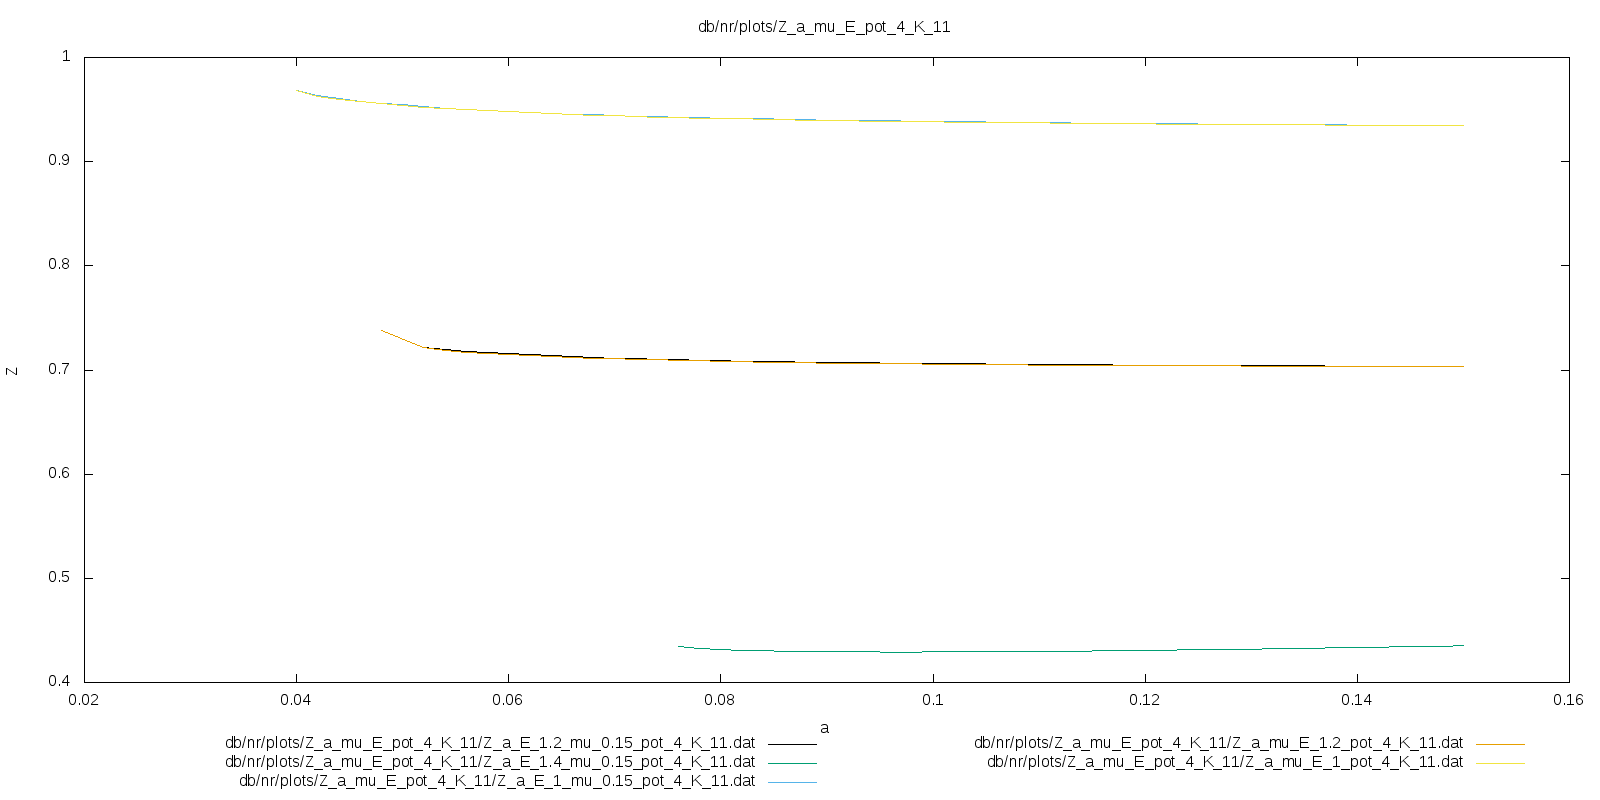 db/nr/plots/Z_a_mu_E_pot_4_K_11
1
0.9
0.8
0.7
0.6
0.5
0.4
Z
0.02 0.04 0.06 0.08 0.1 0.12 0.14 0.16
a
db/nr/plots/Z_a_mu_E_pot_4_K_11/Z_a_E_1.2_mu_0.15_pot_4_K_11.dat
db/nr/plots/Z_a_mu_E_pot_4_K_11/Z_a_E_1.4_mu_0.15_pot_4_K_11.dat
db/nr/plots/Z_a_mu_E_pot_4_K_11/Z_a_E_1_mu_0.15_pot_4_K_11.dat
db/nr/plots/Z_a_mu_E_pot_4_K_11/Z_a_mu_E_1.2_pot_4_K_11.dat
db/nr/plots/Z_a_mu_E_pot_4_K_11/Z_a_mu_E_1_pot_4_K_11.dat